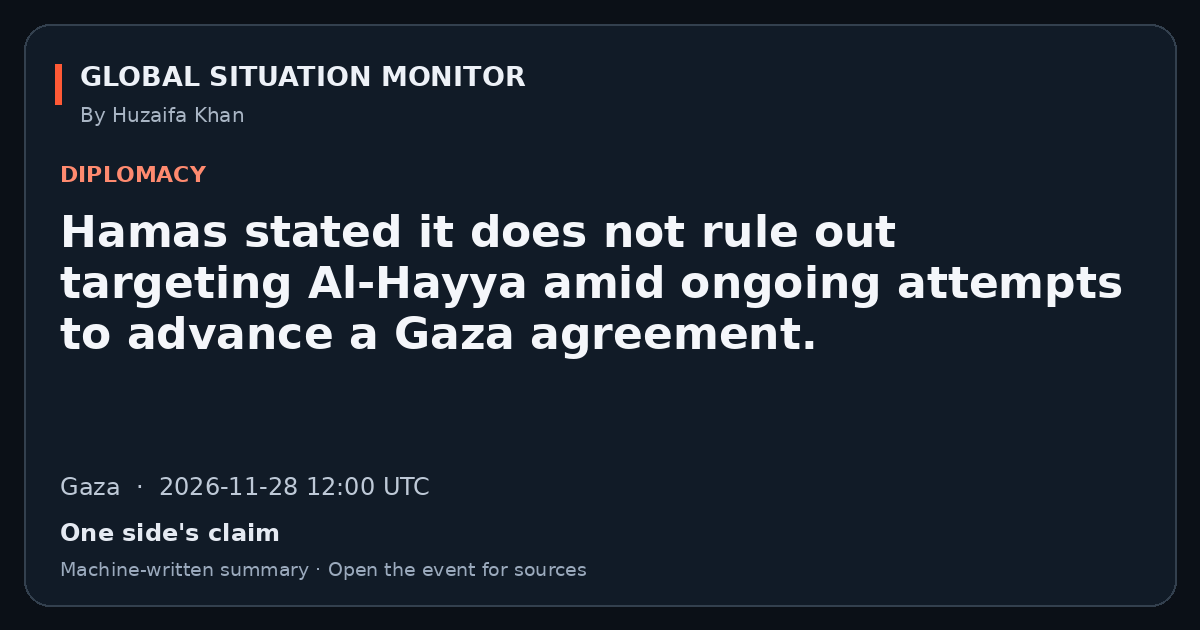 GLOBAL SITUATION MONITOR
By Huzaifa Khan
DIPLOMACY
Hamas stated it does not rule out
targeting Al-Hayya amid ongoing attempts
to advance a Gaza agreement.
Gaza · 2026-11-28 12:00 UTC
One side's claim
Machine-written summary · Open the event for sources